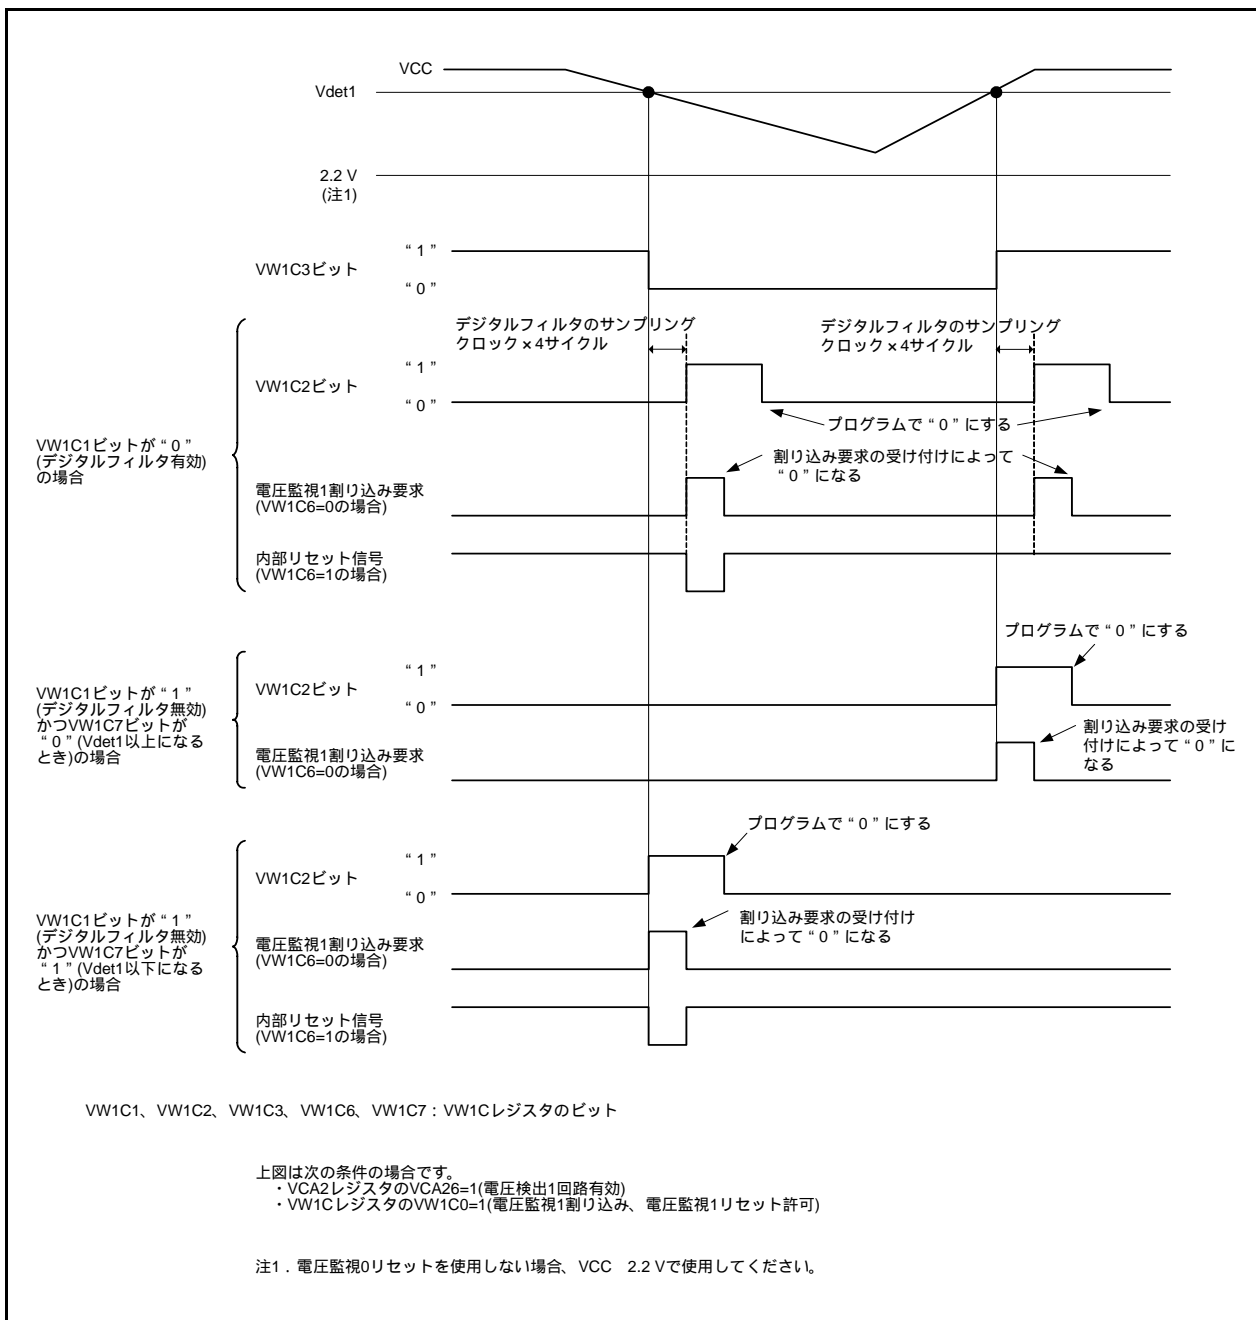 VCC
Vdet1
2.2 V
(注1)
“ 1 ”
VW1C3ビット
“ 0 ”
デジタルフィルタのサンプリング
クロック × 4サイクル
デジタルフィルタのサンプリング
クロック × 4サイクル
“ 1 ”
VW1C2ビット
“ 0 ”
プログラムで “ 0 ” にする
VW1C1ビットが “ 0 ”
(デジタルフィルタ有効)
の場合
割り込み要求の受け付けによって
“ 0 ” になる
電圧監視1割り込み要求
(VW1C6=0の場合)
内部リセット信号
(VW1C6=1の場合)
プログラムで “ 0 ” にする
“ 1 ”
VW1C2ビット
“ 0 ”
VW1C1ビットが “ 1 ”
(デジタルフィルタ無効)
かつVW1C7ビットが
“ 0 ” (Vdet1以上になる
とき)の場合
割り込み要求の受け
付けによって “ 0 ” に
なる
電圧監視1割り込み要求
(VW1C6=0の場合)
プログラムで “ 0 ” にする
“ 1 ”
VW1C2ビット
“ 0 ”
VW1C1ビットが “ 1 ”
(デジタルフィルタ無効)
かつVW1C7ビットが
“ 1 ” (Vdet1以下になる
とき)の場合
割り込み要求の受け付け
によって “ 0 ” になる
電圧監視1割り込み要求
(VW1C6=0の場合)
内部リセット信号
(VW1C6=1の場合)
VW1C1、VW1C2、VW1C3、VW1C6、VW1C7 : VW1Cレジスタのビット
上図は次の条件の場合です。
・VCA2レジスタのVCA26=1(電圧検出1回路有効)
・VW1CレジスタのVW1C0=1(電圧監視1割り込み、電圧監視1リセット許可)
注1．電圧監視0リセットを使用しない場合、VCC 2.2 Vで使用してください。